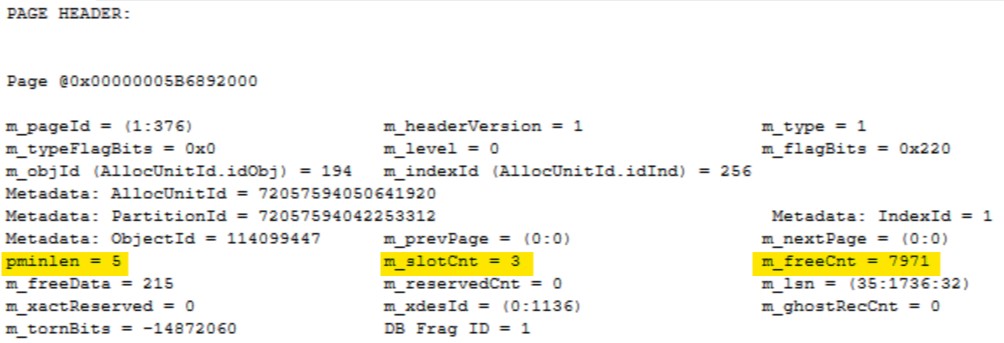 PAGE HEADER:
Page @0x00000005B6892000
m_pageId = (1:376) m_headerVersion = 1 m_type = 1
m_typeFlagBits = 0x0 m_level = 0 m_flagBits = 0x220
m_objId (AllocUnitId.idObj) = 194 m_indexId (AllocUnitId.idInd) = 256
Metadata: AllocUnitId = 72057594050641920
Metadata: PartitionId = 72057594042253312 Metadata: IndexId = 1
Metadata: ObjectId = 114099447 m_prevPage = (0:0) m_nextPage = (0:0)
pminlen = 5 m_slotCnt = 3 m_freeCnt = 7971
m_freeData = 215 m_reservedCnt = 0 m_lsn = (35:1736:32)
m_xactReserved = 0 m_xdesId = (0:1136) m_ghostRecCnt = 0
m_tornBits = -14872060 DB Frag ID = 1